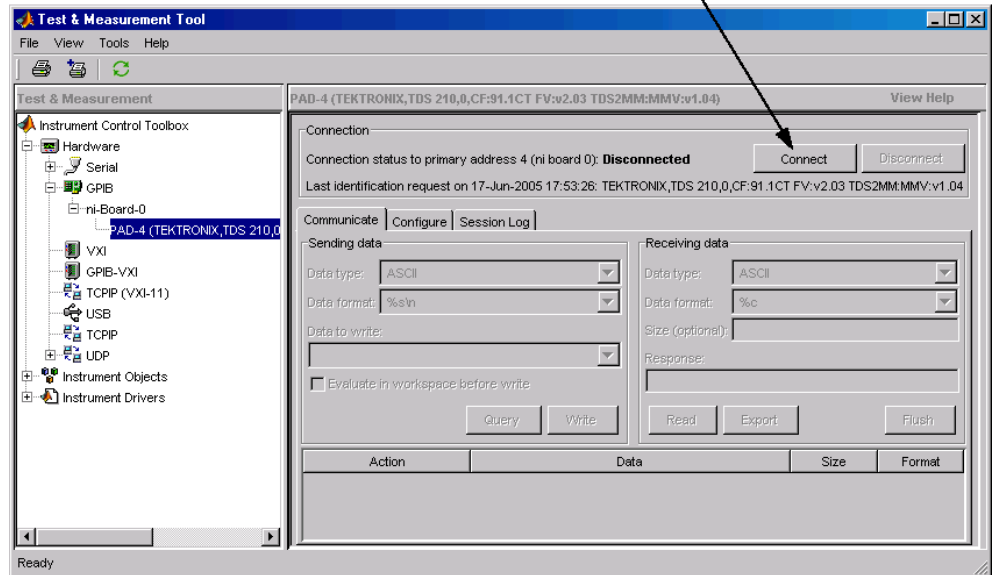 Test & Measurement Tool
File View Tools Help
Test & Measurement
PAD-4 (TEKTRONIX,TDS 210,0,CF:91.1CT FV:v2.03 TDS2MM:MMV:v1.04) View Help
Instrument Control Toolbox
Hardware
Serial
GPIB
ni-Board-0
PAD-4 (TEKTRONIX,TDS 210,0
VXI
GPIB-VXI
TCPIP (VXI-11)
USB
TCPIP
UDP
Instrument Objects
Instrument Drivers
Connection
Connection status to primary address 4 (ni board 0): Disconnected Connect Disconnect
Last identification request on 17-Jun-2005 17:53:26: TEKTRONIX,TDS 210,0,CF:91.1CT FV:v2.03 TDS2MM:MMV:v1.04
Communicate Configure Session Log
Sending data
Data type: ASCII
Data format: %s\n
Data to write:
Evaluate in workspace before write
Query Write
Receiving data
Data type: ASCII
Data format: %c
Size (optional):
Response:
Read Export Flush
Action Data Size Format
Ready